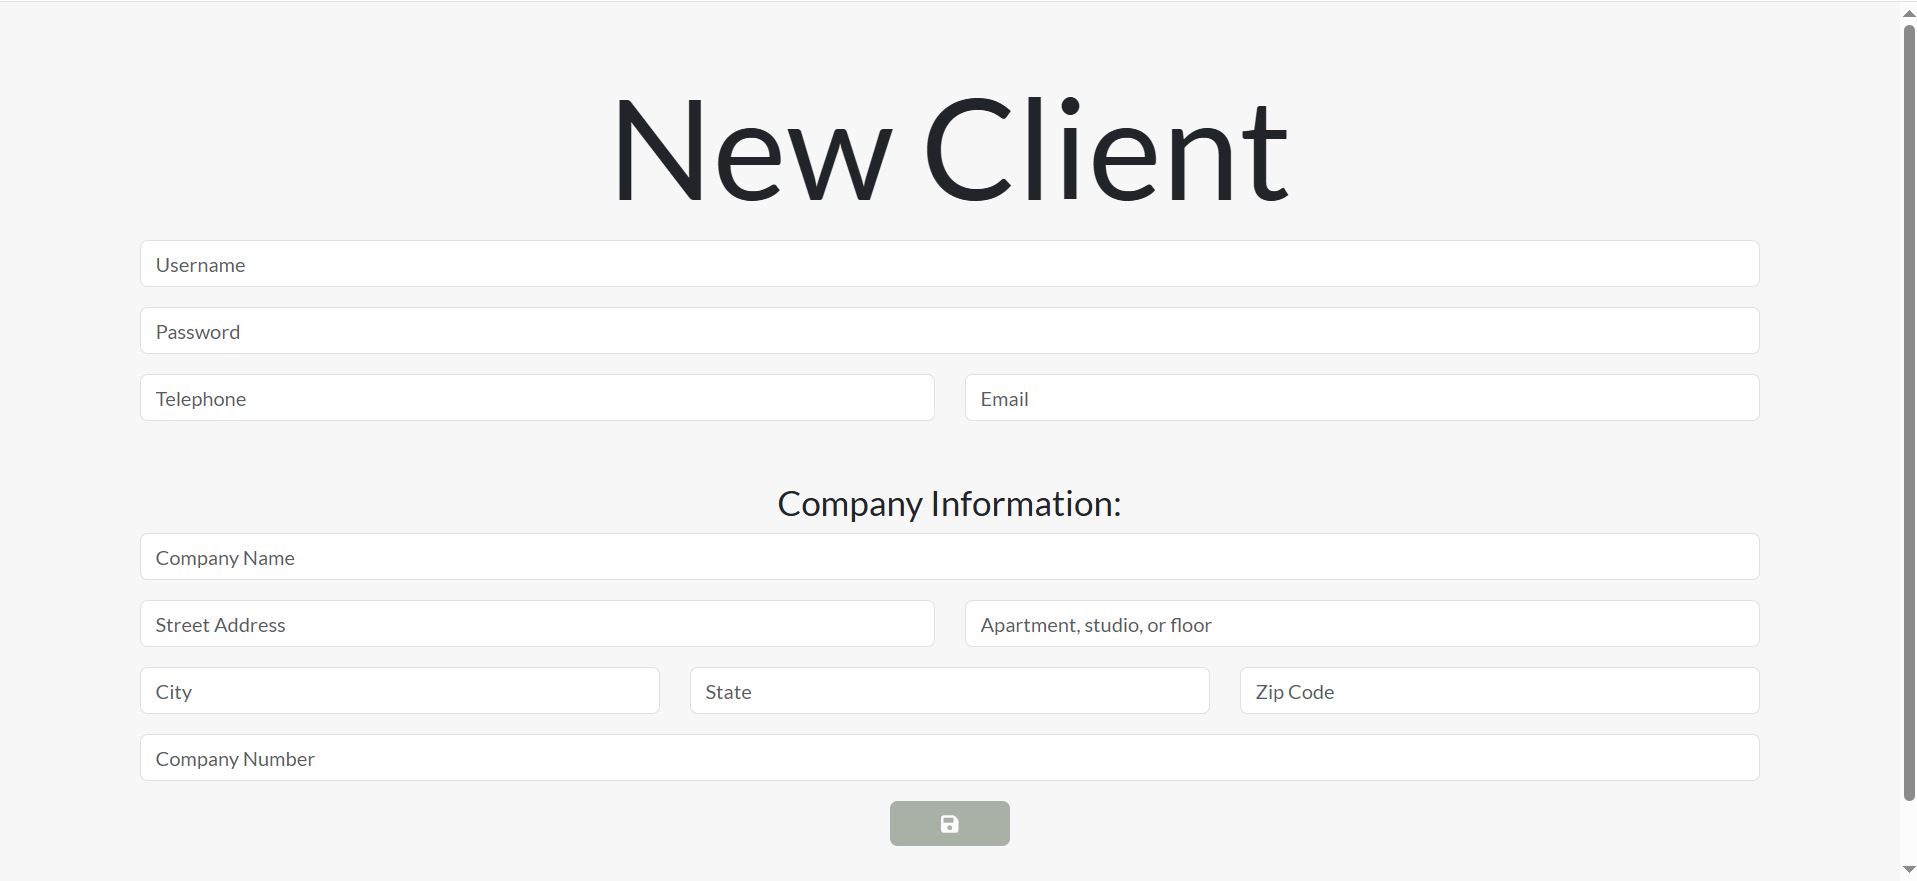 New Client
Username
Password
Telephone
Email
Company Information:
Company Name
Street Address
Apartment, studio, or floor
City
State
Zip Code
Company Number